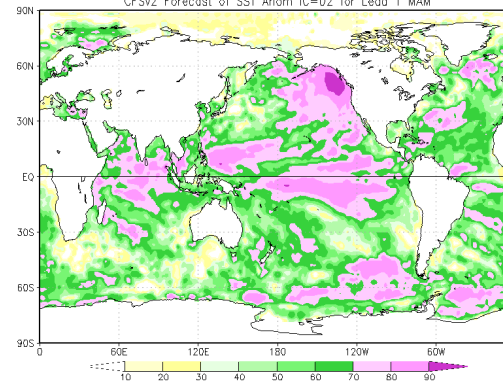 CFSv2 Forecast of SST Anom IC=02 for Lead 1 MAM
90N
60N
30N
EQ
30S
60S
90S
0 60E 120E 180 120W 60W
10 20 30 40 50 60 70 80 90